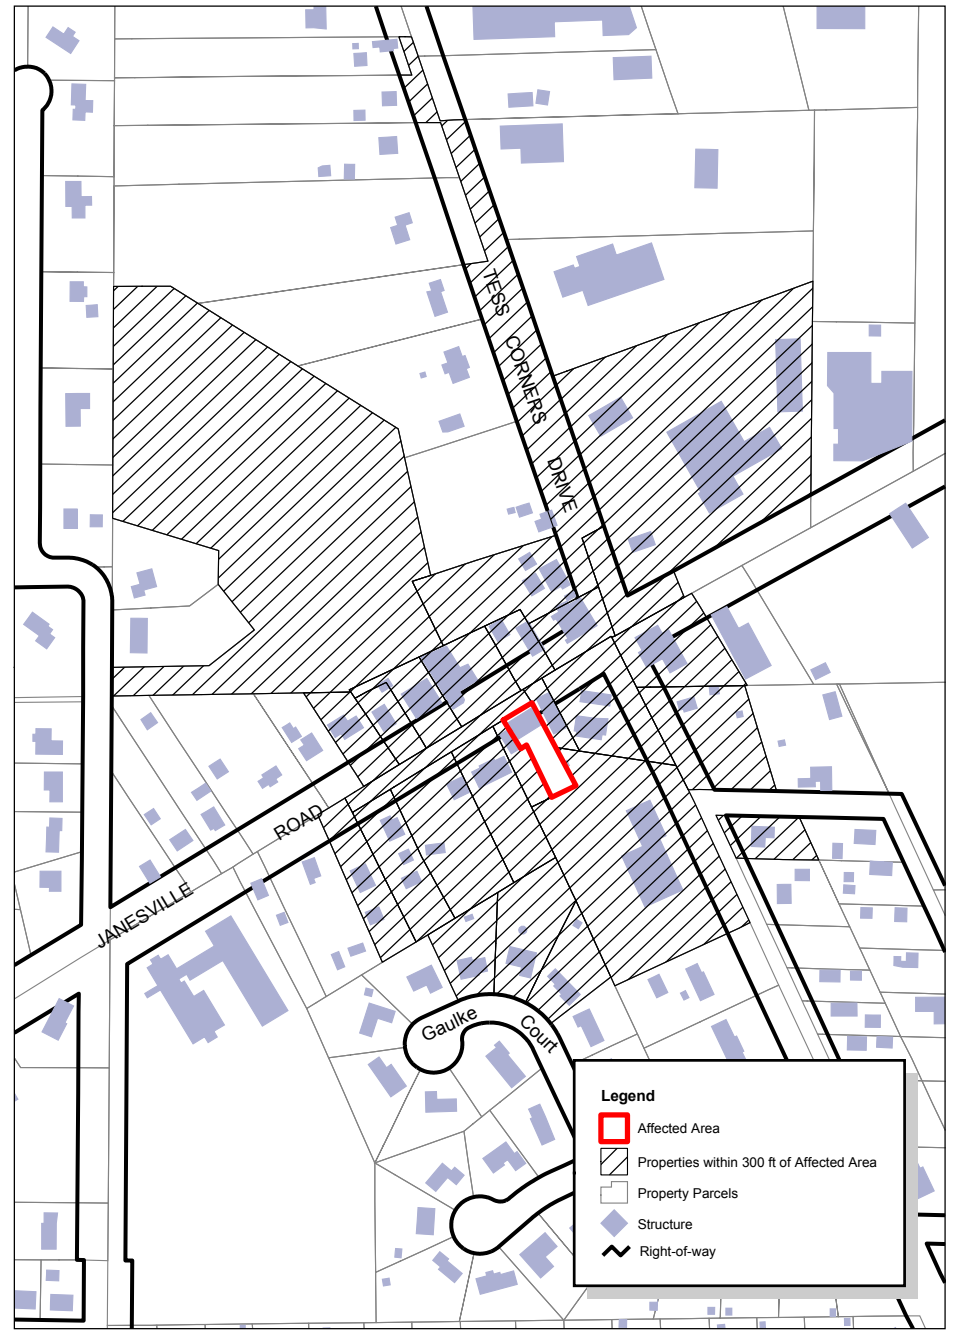 TESS CORNERS DRIVE
JANESVILLE ROAD
Gaulke Court
Legend
Affected Area
Properties within 300 ft of Affected Area
Property Parcels
Structure
Right-of-way